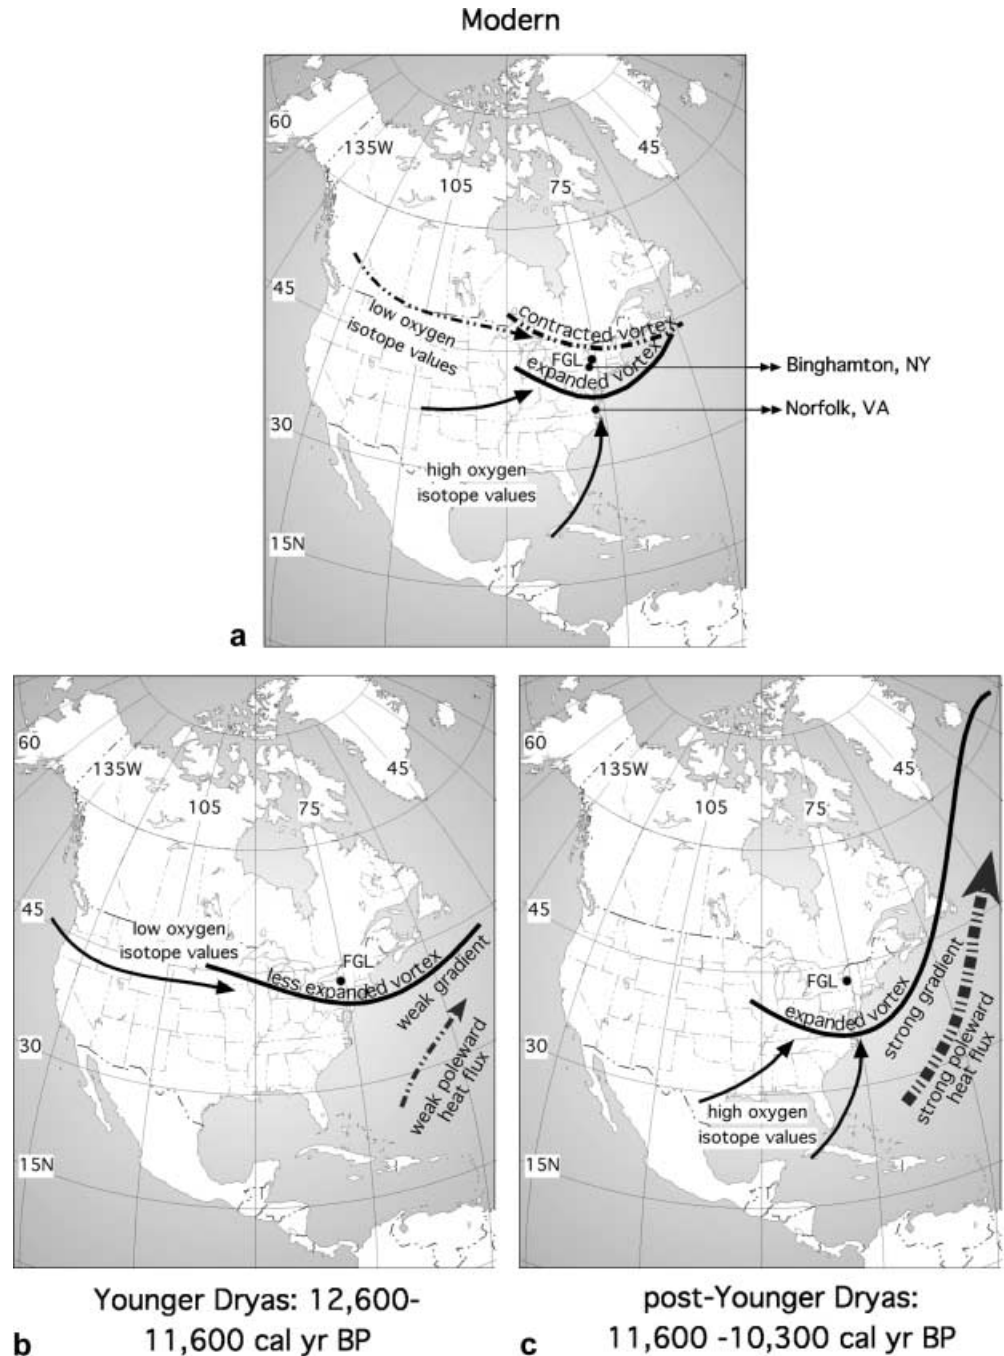 Modern
60
135W
105
75
45
45
low oxygen
isotope values
contracted vortex
FGL
expanded vortex
Binghamton, NY
Norfolk, VA
30
high oxygen
isotope values
15N
a
60
135W
105
75
45
45
low oxygen
isotope values
FGL
less expanded vortex
weak gradient
30
weak poleward
heat flux
15N
Younger Dryas: 12,600-
11,600 cal yr BP
b
60
135W
105
75
45
45
FGL
expanded vortex
strong gradient
30
strong poleward
heat flux
high oxygen
isotope values
15N
post-Younger Dryas:
11,600 -10,300 cal yr BP
c